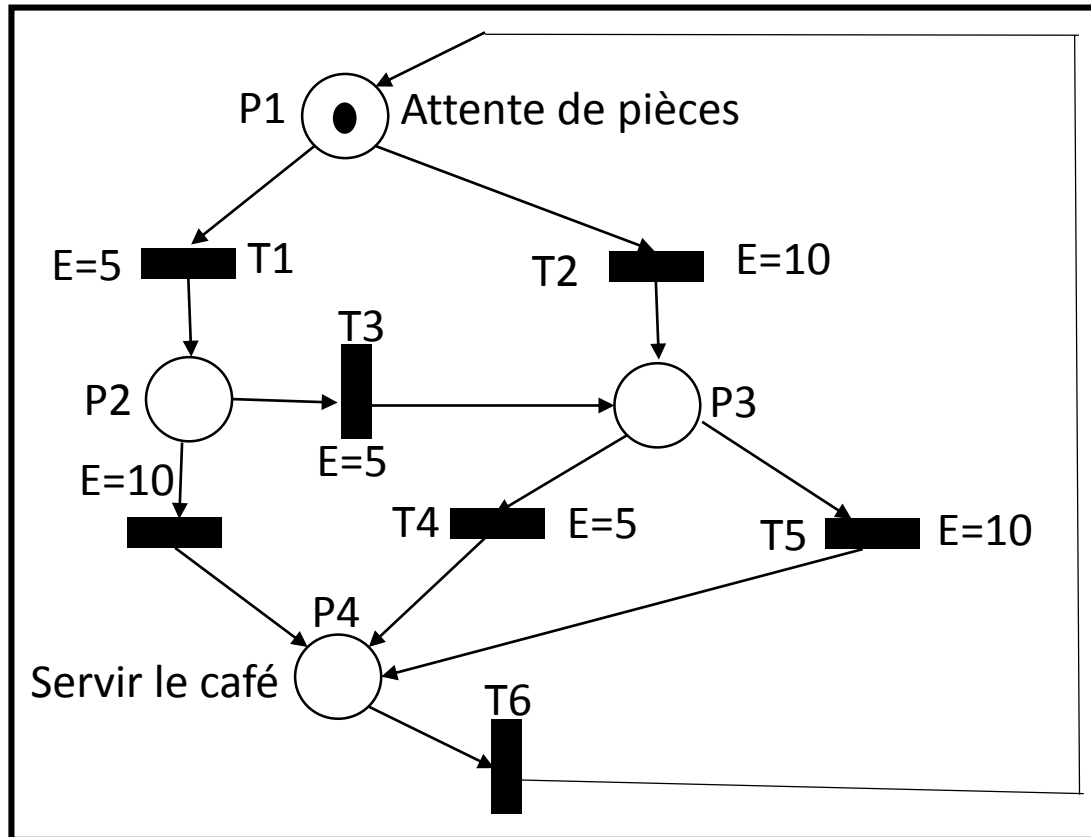 P1 Attente de pièces
E=5 T1
T2 E=10
T3
P2
P3
E=5
E=10
T4 E=5
T5 E=10
P4
Servir le café
T6